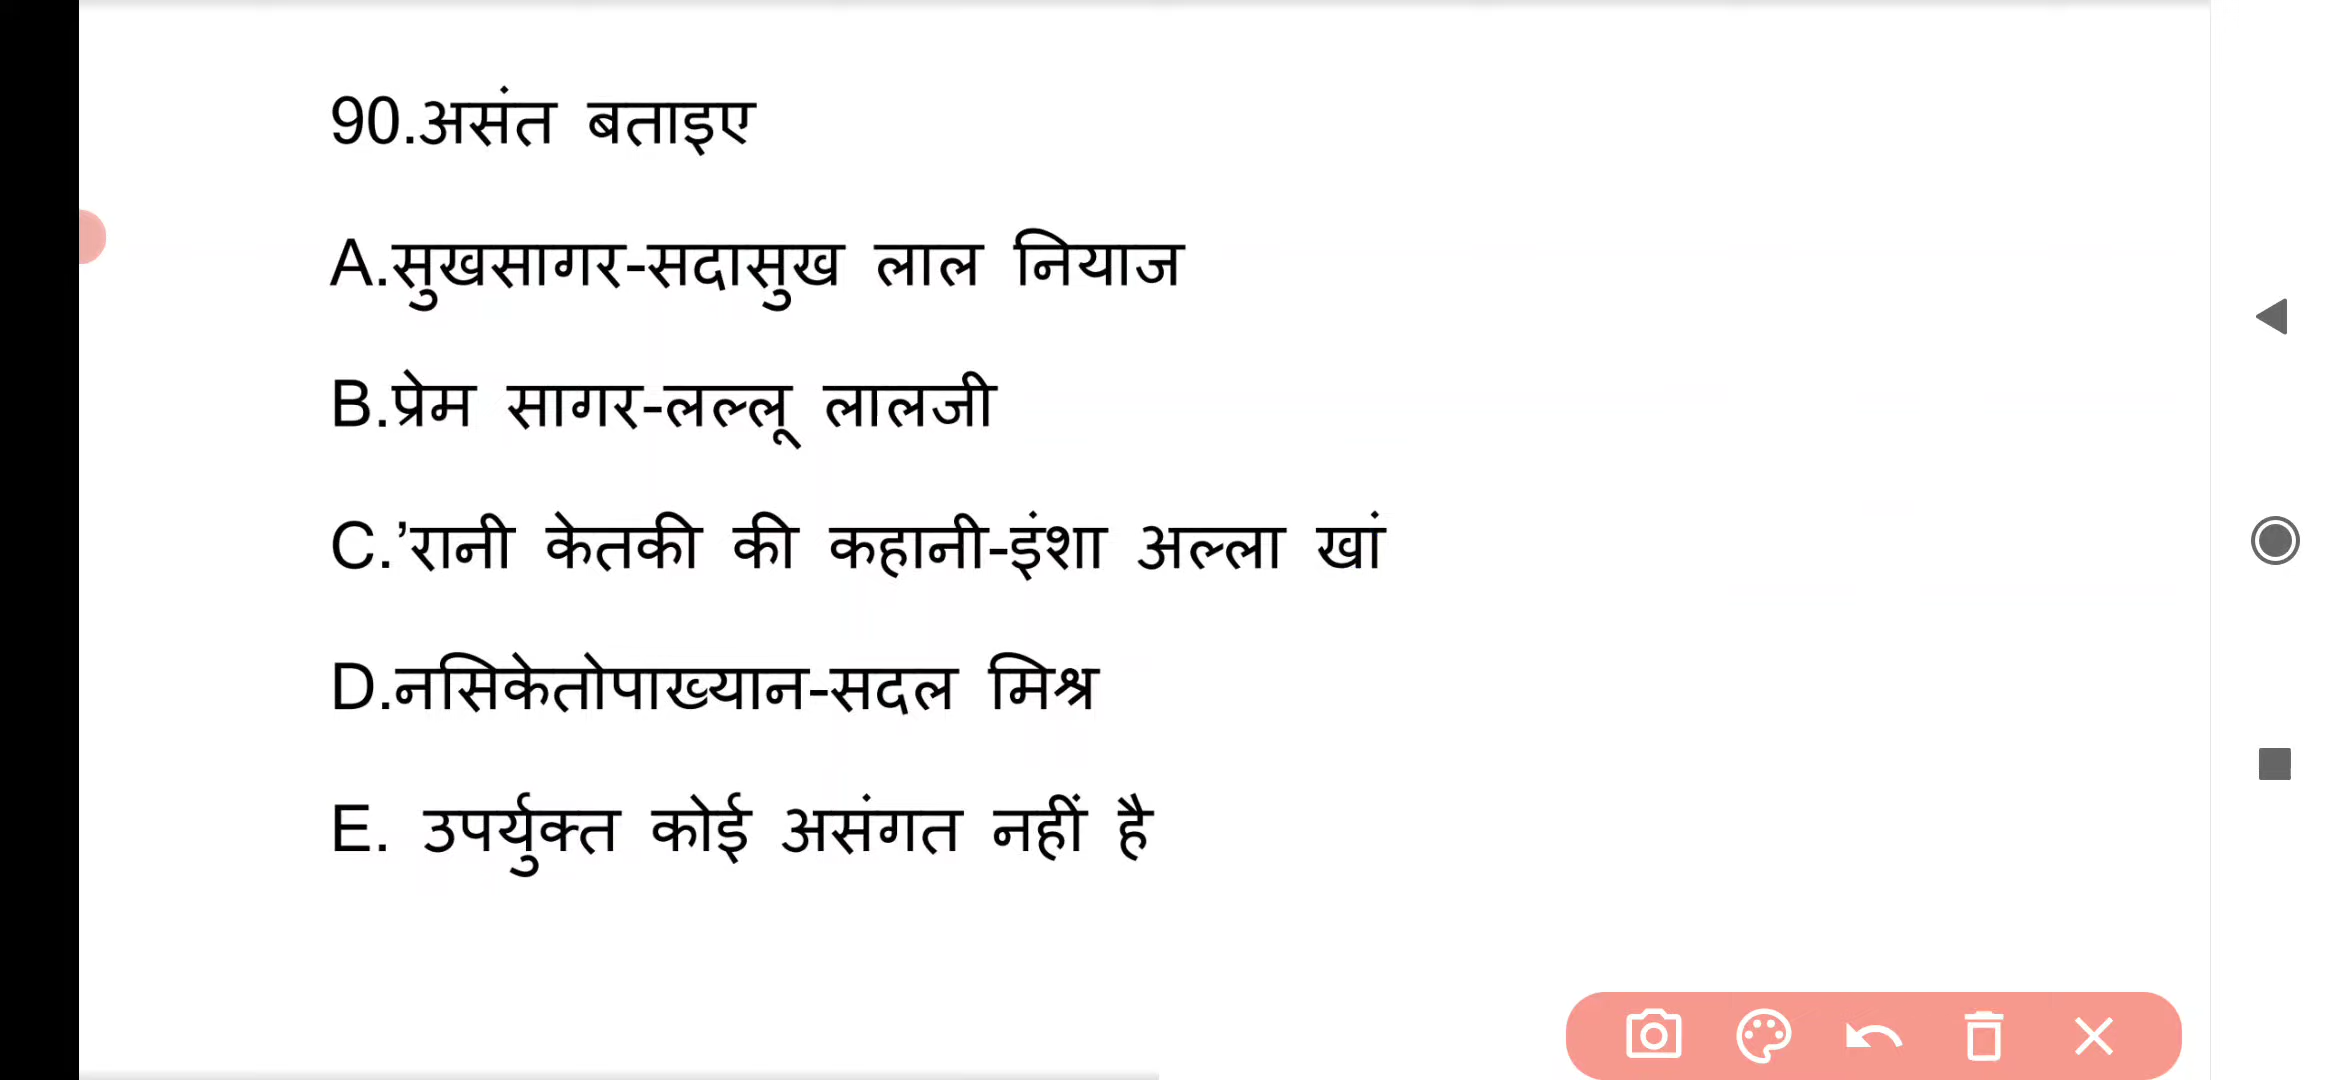 90.असंत बताइए
A.सुखसागर-सदासुख लाल नियाज
B.प्रेम सागर-लल्लू लालजी
C.’रानी केतकी की कहानी-इंशा अल्ला खां
D.नसिकेतोपाख्यान-सदल मिश्र
E. उपर्युक्त कोई असंगत नहीं है